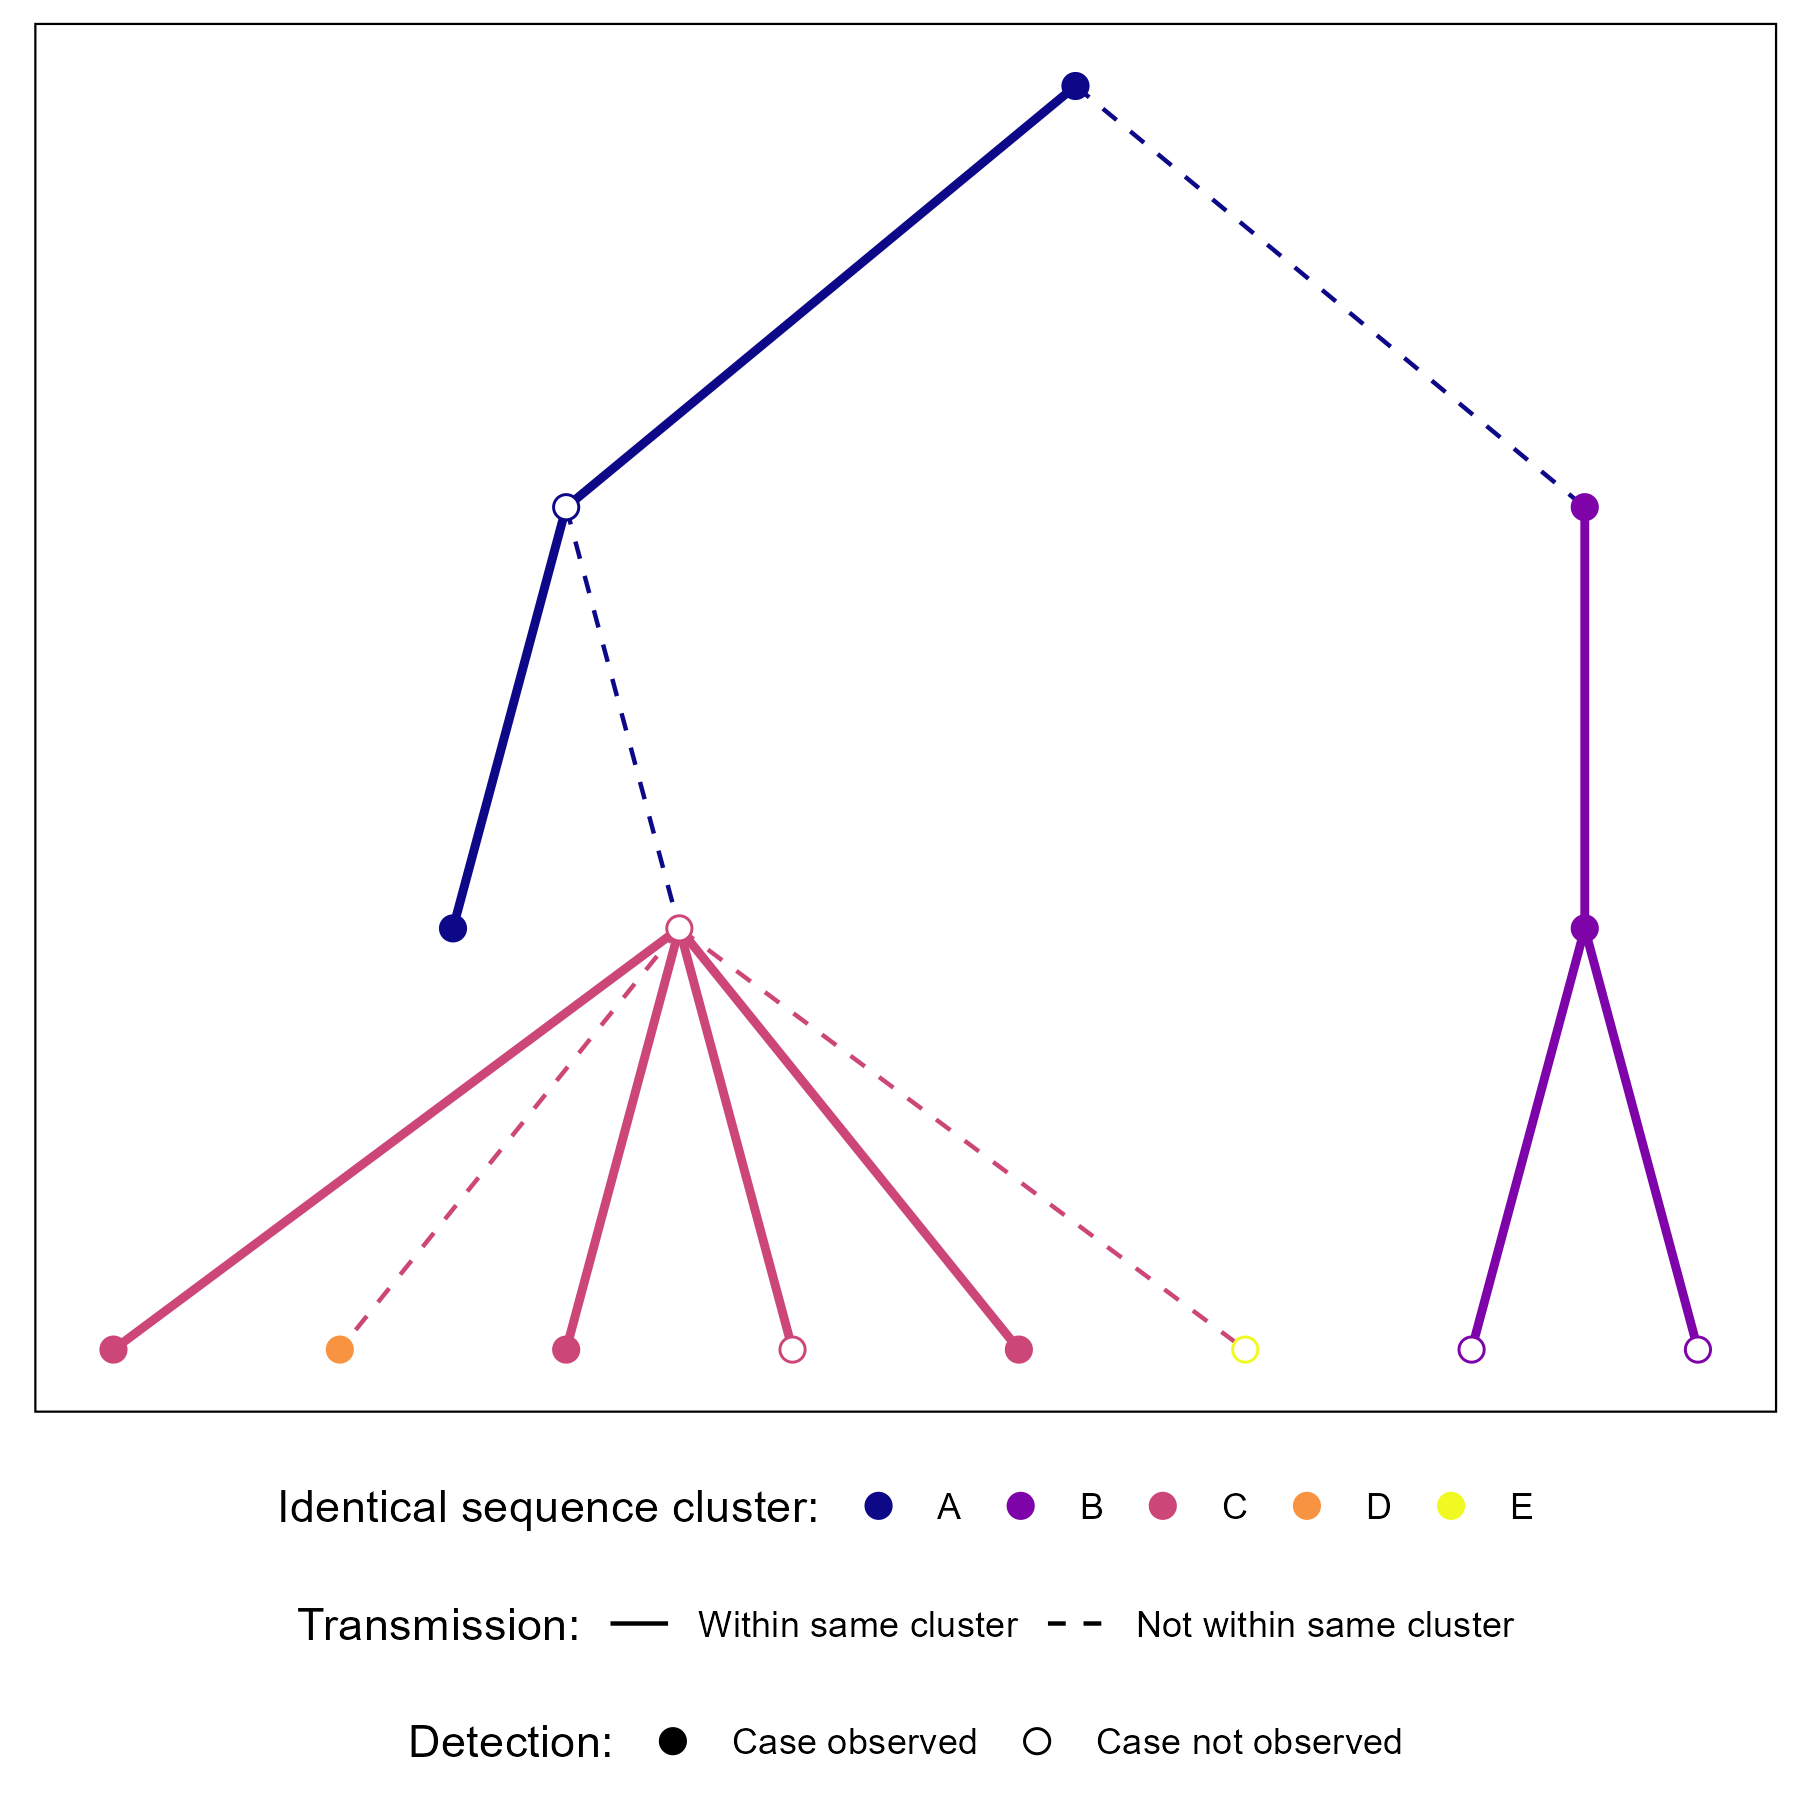 Identical sequence cluster: A B C D E
Transmission: Within same cluster Not within same cluster
Detection: Case observed Case not observed